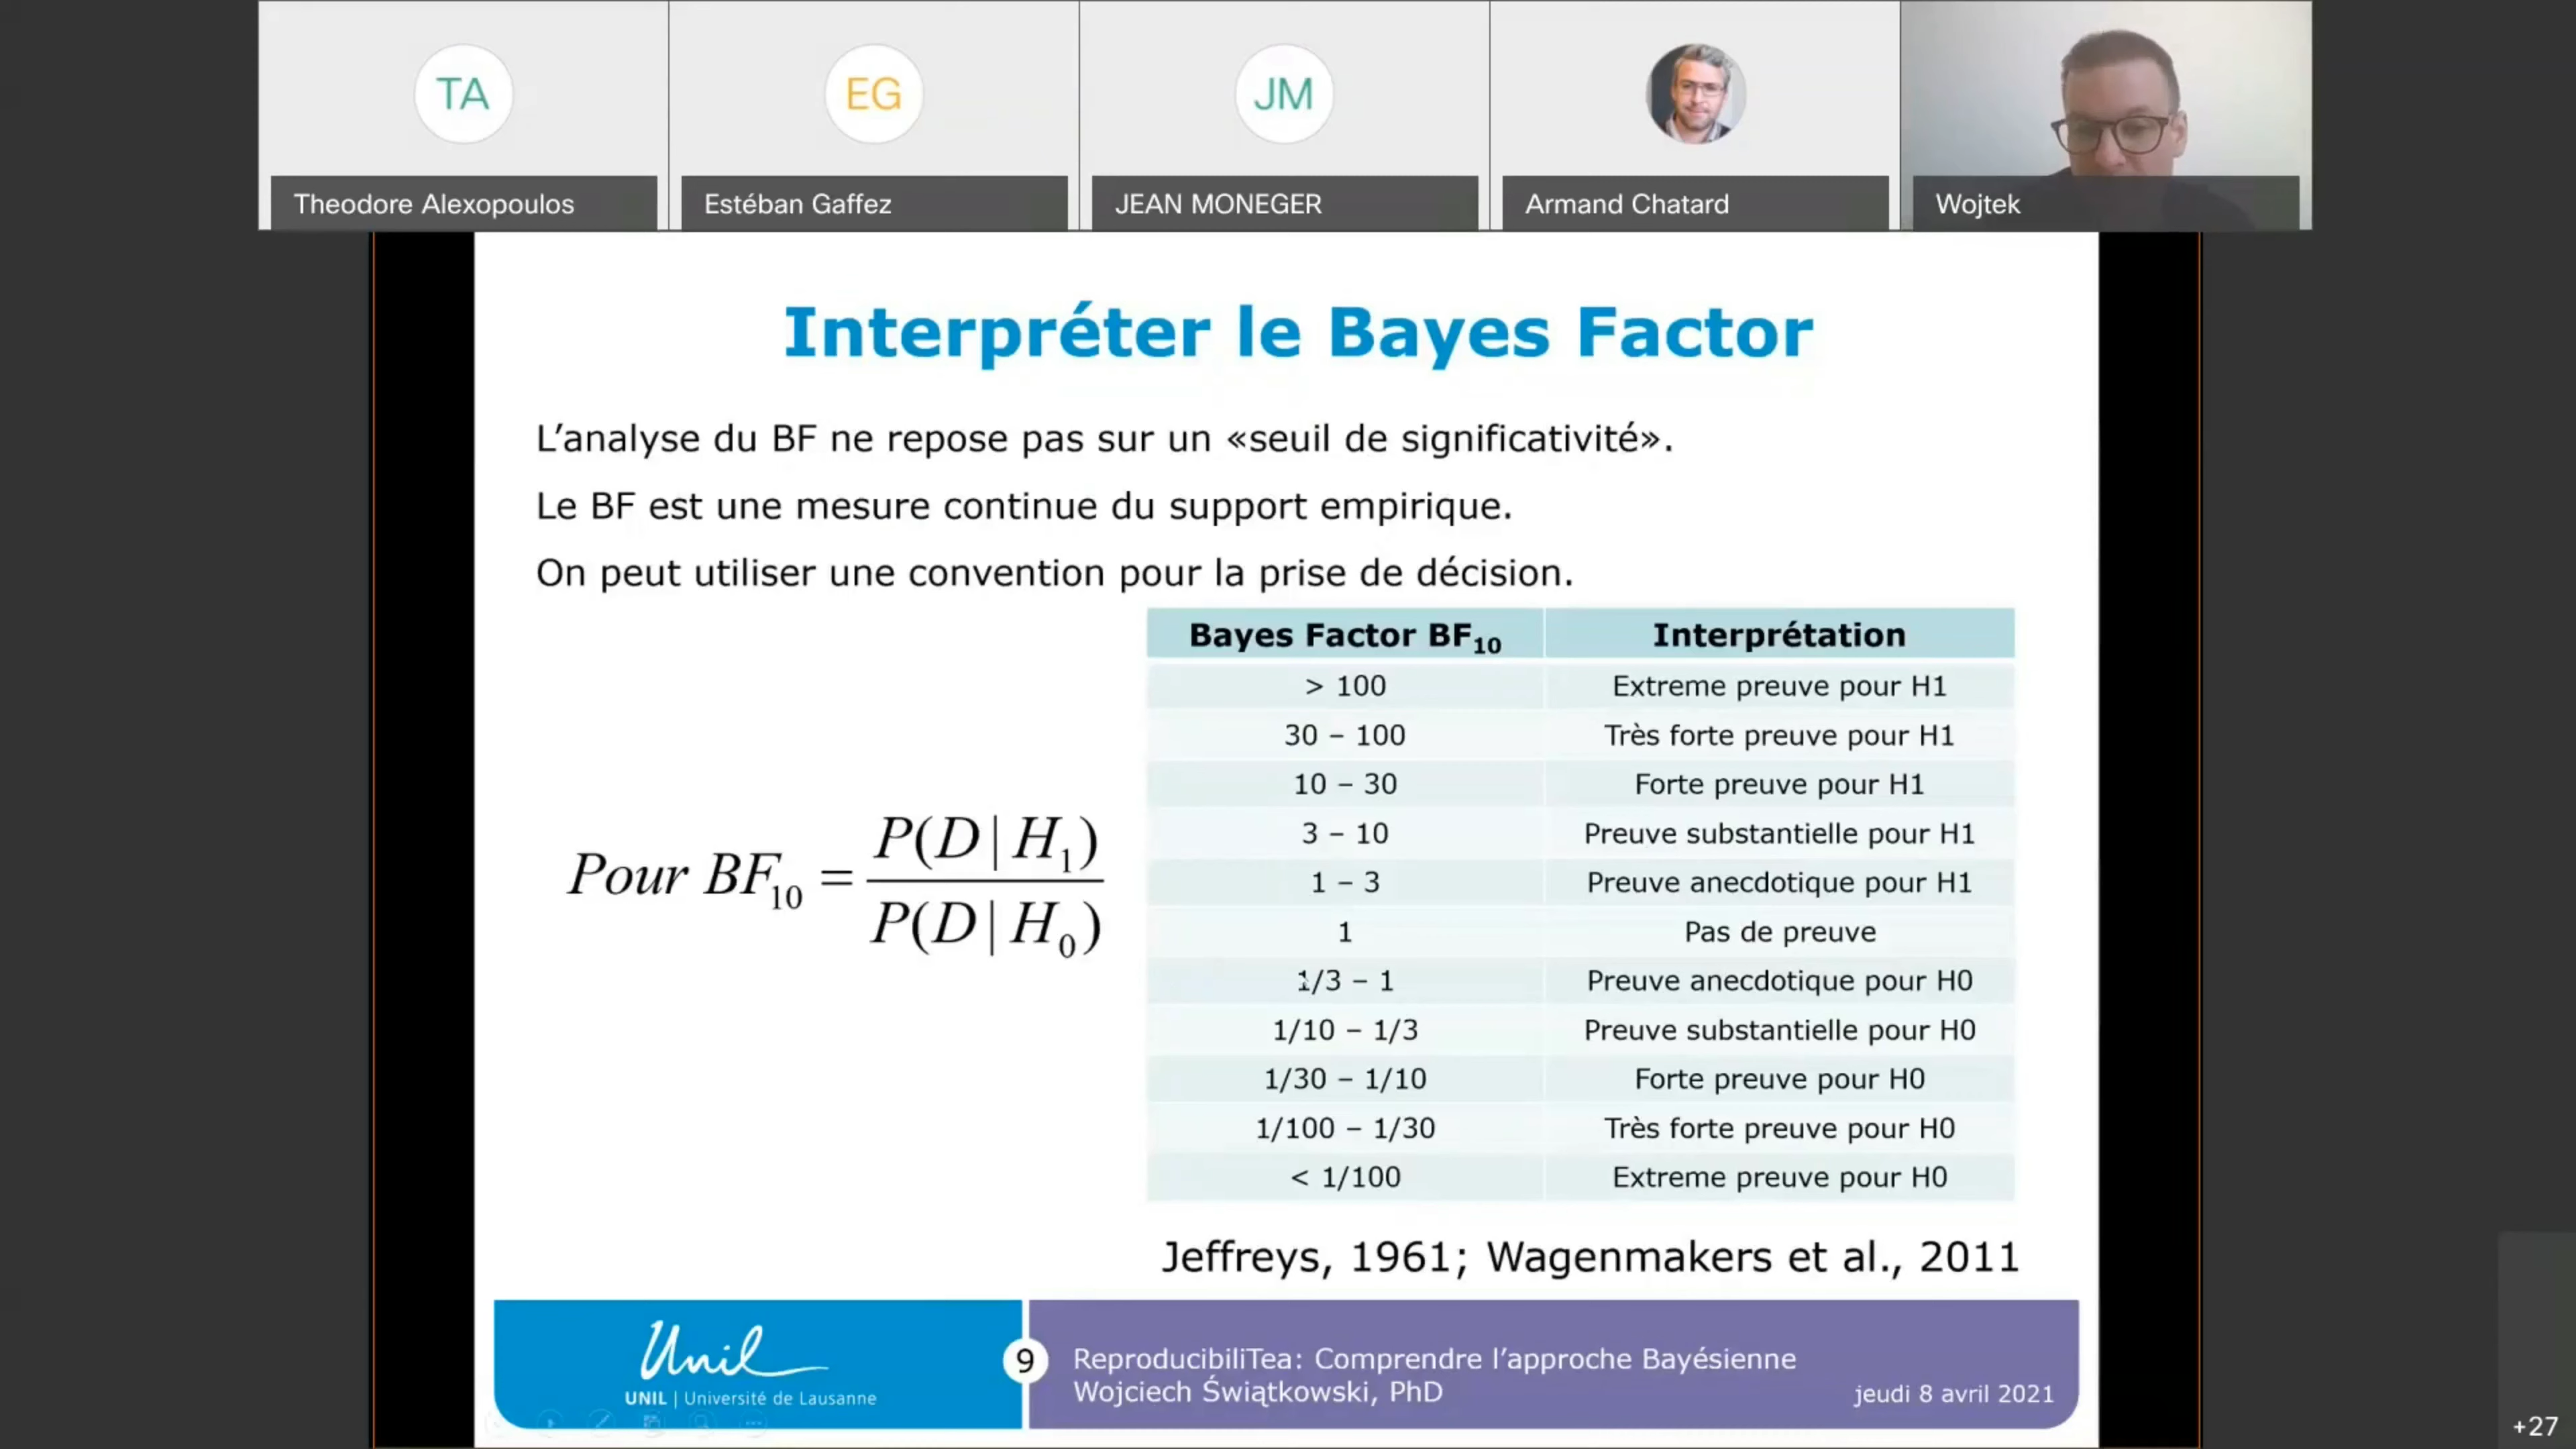 TA
EG
JM
Theodore Alexopoulos
Estéban Gaffez
JEAN MONEGER
Armand Chatard
Wojtek
Interpréter le Bayes Factor
L’analyse du BF ne repose pas sur un «seuil de significativité».
Le BF est une mesure continue du support empirique.
On peut utiliser une convention pour la prise de décision.
Pour BF₁₀ = P(D|H₁) / P(D|H₀)
Bayes Factor BF₁₀ Interprétation
> 100 Extreme preuve pour H1
30 – 100 Très forte preuve pour H1
10 – 30 Forte preuve pour H1
3 – 10 Preuve substantielle pour H1
1 – 3 Preuve anecdotique pour H1
1 Pas de preuve
1/3 – 1 Preuve anecdotique pour H0
1/10 – 1/3 Preuve substantielle pour H0
1/30 – 1/10 Forte preuve pour H0
1/100 – 1/30 Très forte preuve pour H0
< 1/100 Extreme preuve pour H0
Jeffreys, 1961; Wagenmakers et al., 2011
Unil
UNIL | Université de Lausanne
9
ReproducibiliTea: Comprendre l’approche Bayésienne
Wojciech Świątkowski, PhD
jeudi 8 avril 2021
+27